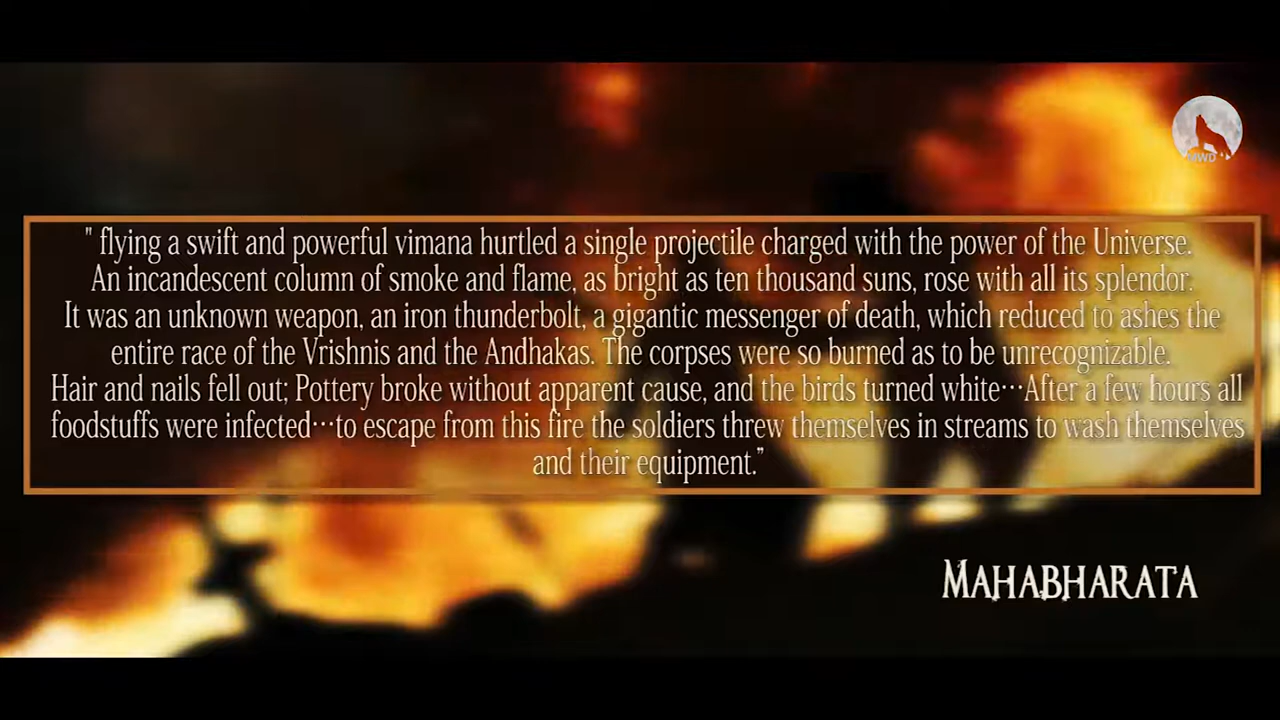 MWD
" flying a swift and powerful vimana hurtled a single projectile charged with the power of the Universe.
An incandescent column of smoke and flame, as bright as ten thousand suns, rose with all its splendor.
It was an unknown weapon, an iron thunderbolt, a gigantic messenger of death, which reduced to ashes the
entire race of the Vrishnis and the Andhakas. The corpses were so burned as to be unrecognizable.
Hair and nails fell out; Pottery broke without apparent cause, and the birds turned white···After a few hours all
foodstuffs were infected···to escape from this fire the soldiers threw themselves in streams to wash themselves
and their equipment.”
MAHABHARATA